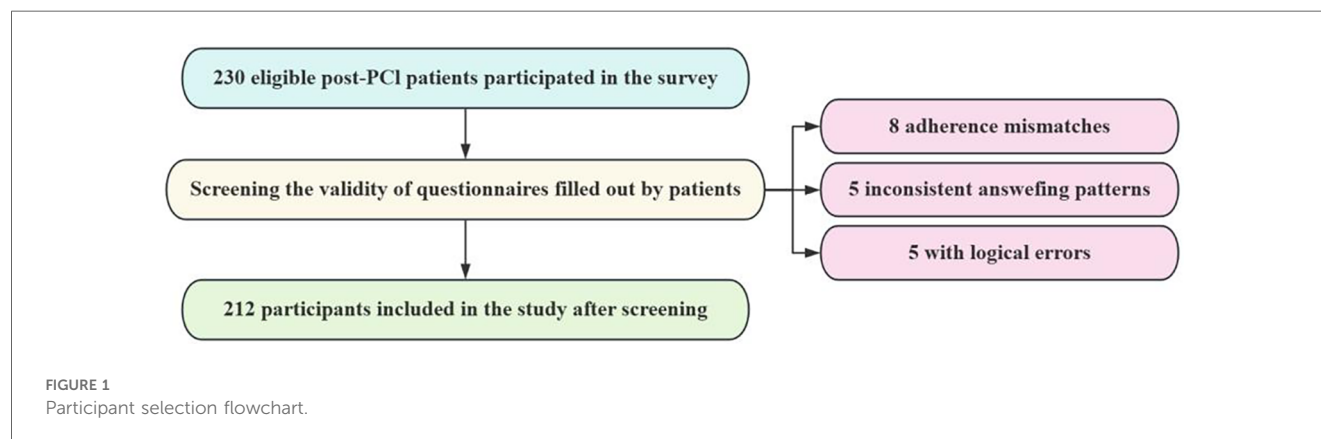 230 eligible post-PCl patients participated in the survey
8 adherence mismatches
Screening the validity of questionnaires filled out by patients
5 inconsistent answefing patterns
5 with logical errors
212 participants included in the study after screening
FIGURE 1
Participant selection flowchart.